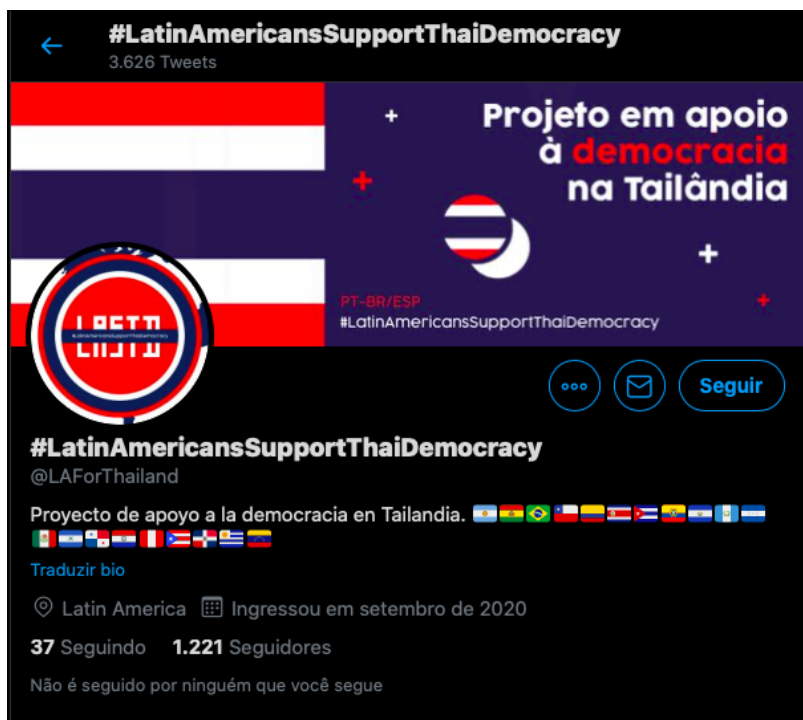 #LatinAmericansSupportThaiDemocracy
3.626 Tweets
Projeto em apoio
à democracia
na Tailândia
PT-BR/ESP
#LatinAmericansSupportThaiDemocracy
LASTD
#LatinAmericansSupportThaiDemocracy
Seguir
#LatinAmericansSupportThaiDemocracy
@LAForThailand
Proyecto de apoyo a la democracia en Tailandia. 🇦🇷🇧🇴🇧🇷🇨🇱🇨🇴🇨🇷🇨🇺🇪🇨🇸🇻🇬🇹🇭🇳
🇲🇽🇳🇮🇵🇦🇵🇾🇵🇪🇵🇷🇩🇴🇺🇾🇻🇪
Traduzir bio
Latin America Ingressou em setembro de 2020
37 Seguindo 1.221 Seguidores
Não é seguido por ninguém que você segue